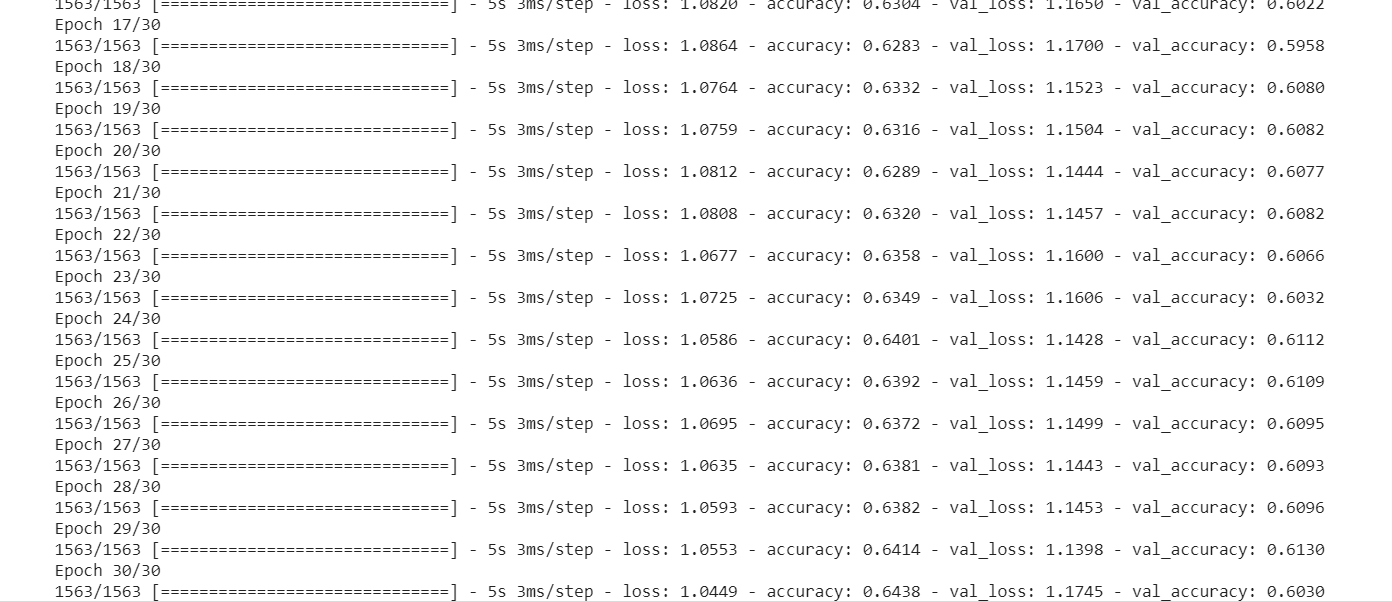 1563/1563 [==============================] - 5s 3ms/step - loss: 1.0820 - accuracy: 0.6304 - val_loss: 1.1650 - val_accuracy: 0.6022
Epoch 17/30
1563/1563 [==============================] - 5s 3ms/step - loss: 1.0864 - accuracy: 0.6283 - val_loss: 1.1700 - val_accuracy: 0.5958
Epoch 18/30
1563/1563 [==============================] - 5s 3ms/step - loss: 1.0764 - accuracy: 0.6332 - val_loss: 1.1523 - val_accuracy: 0.6080
Epoch 19/30
1563/1563 [==============================] - 5s 3ms/step - loss: 1.0759 - accuracy: 0.6316 - val_loss: 1.1504 - val_accuracy: 0.6082
Epoch 20/30
1563/1563 [==============================] - 5s 3ms/step - loss: 1.0812 - accuracy: 0.6289 - val_loss: 1.1444 - val_accuracy: 0.6077
Epoch 21/30
1563/1563 [==============================] - 5s 3ms/step - loss: 1.0808 - accuracy: 0.6320 - val_loss: 1.1457 - val_accuracy: 0.6082
Epoch 22/30
1563/1563 [==============================] - 5s 3ms/step - loss: 1.0677 - accuracy: 0.6358 - val_loss: 1.1600 - val_accuracy: 0.6066
Epoch 23/30
1563/1563 [==============================] - 5s 3ms/step - loss: 1.0725 - accuracy: 0.6349 - val_loss: 1.1606 - val_accuracy: 0.6032
Epoch 24/30
1563/1563 [==============================] - 5s 3ms/step - loss: 1.0586 - accuracy: 0.6401 - val_loss: 1.1428 - val_accuracy: 0.6112
Epoch 25/30
1563/1563 [==============================] - 5s 3ms/step - loss: 1.0636 - accuracy: 0.6392 - val_loss: 1.1459 - val_accuracy: 0.6109
Epoch 26/30
1563/1563 [==============================] - 5s 3ms/step - loss: 1.0695 - accuracy: 0.6372 - val_loss: 1.1499 - val_accuracy: 0.6095
Epoch 27/30
1563/1563 [==============================] - 5s 3ms/step - loss: 1.0635 - accuracy: 0.6381 - val_loss: 1.1443 - val_accuracy: 0.6093
Epoch 28/30
1563/1563 [==============================] - 5s 3ms/step - loss: 1.0593 - accuracy: 0.6382 - val_loss: 1.1453 - val_accuracy: 0.6096
Epoch 29/30
1563/1563 [==============================] - 5s 3ms/step - loss: 1.0553 - accuracy: 0.6414 - val_loss: 1.1398 - val_accuracy: 0.6130
Epoch 30/30
1563/1563 [==============================] - 5s 3ms/step - loss: 1.0449 - accuracy: 0.6438 - val_loss: 1.1745 - val_accuracy: 0.6030